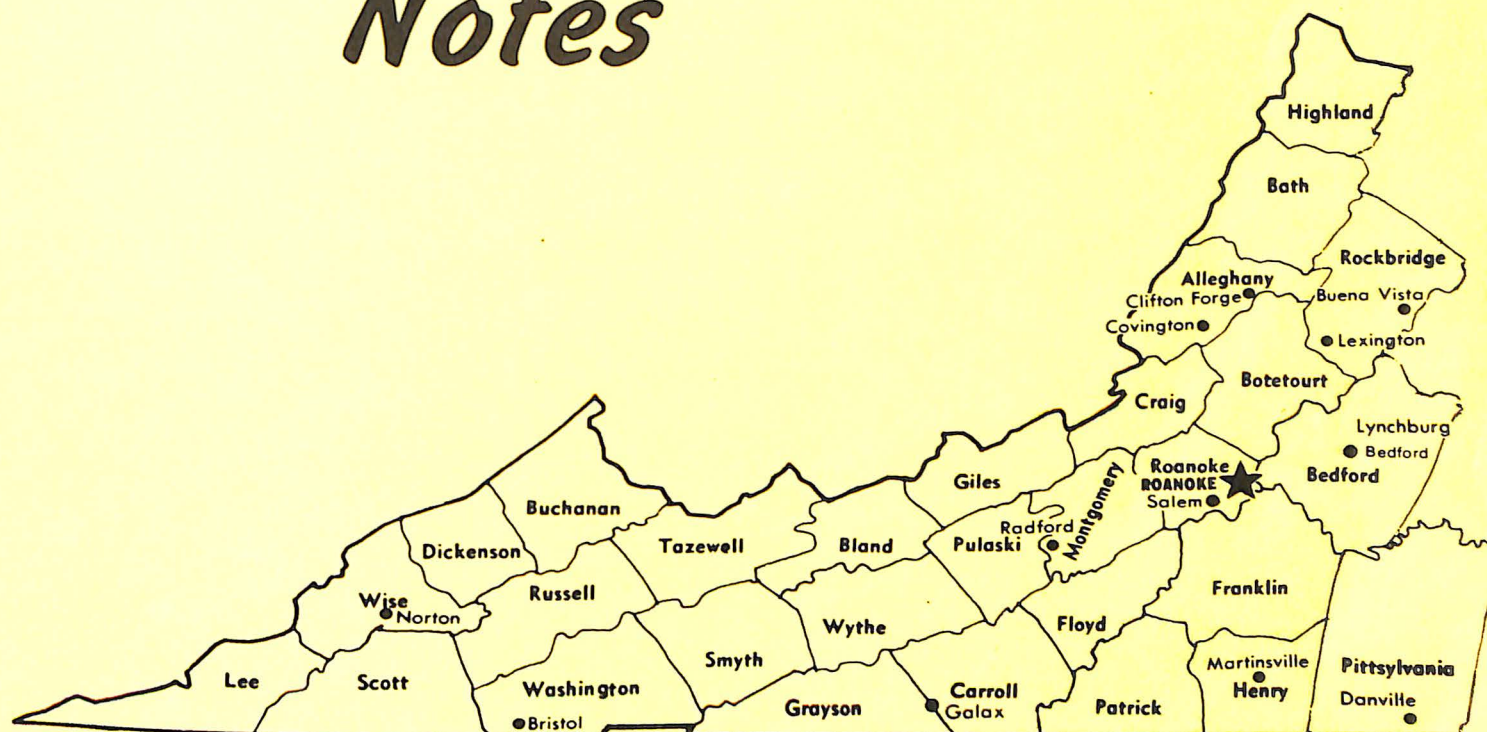 Notes
Highland
Bath
Rockbridge
Alleghany
Clifton Forge
Buena Vista
Covington
Lexington
Botetourt
Craig
Lynchburg
Bedford
Bedford
Roanoke
ROANOKE
Salem
Giles
Montgomery
Radford
Pulaski
Buchanan
Dickenson
Tazewell
Bland
Franklin
Russell
Wise
Norton
Wythe
Floyd
Smyth
Martinsville
Henry
Pittsylvania
Danville
Lee
Scott
Washington
Bristol
Grayson
Carroll
Galax
Patrick